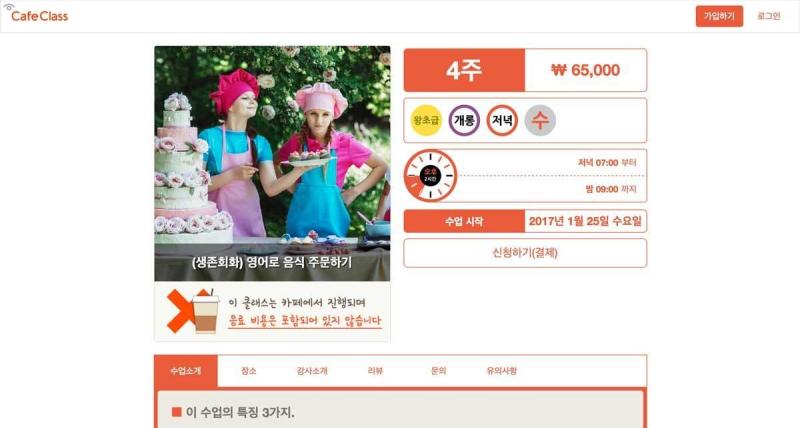 CafeClass
가입하기
로그인
4주
₩ 65,000
왕초급
개롱
저녁
수
오후
2시간
저녁 07:00 부터
밤 09:00 까지
수업 시작
2017년 1월 25일 수요일
신청하기(결제)
(생존회화) 영어로 음식 주문하기
이 클래스는 카페에서 진행되며
음료 비용은 포함되어 있지 않습니다
수업소개
장소
강사소개
리뷰
문의
유의사항
이 수업의 특징 3가지.